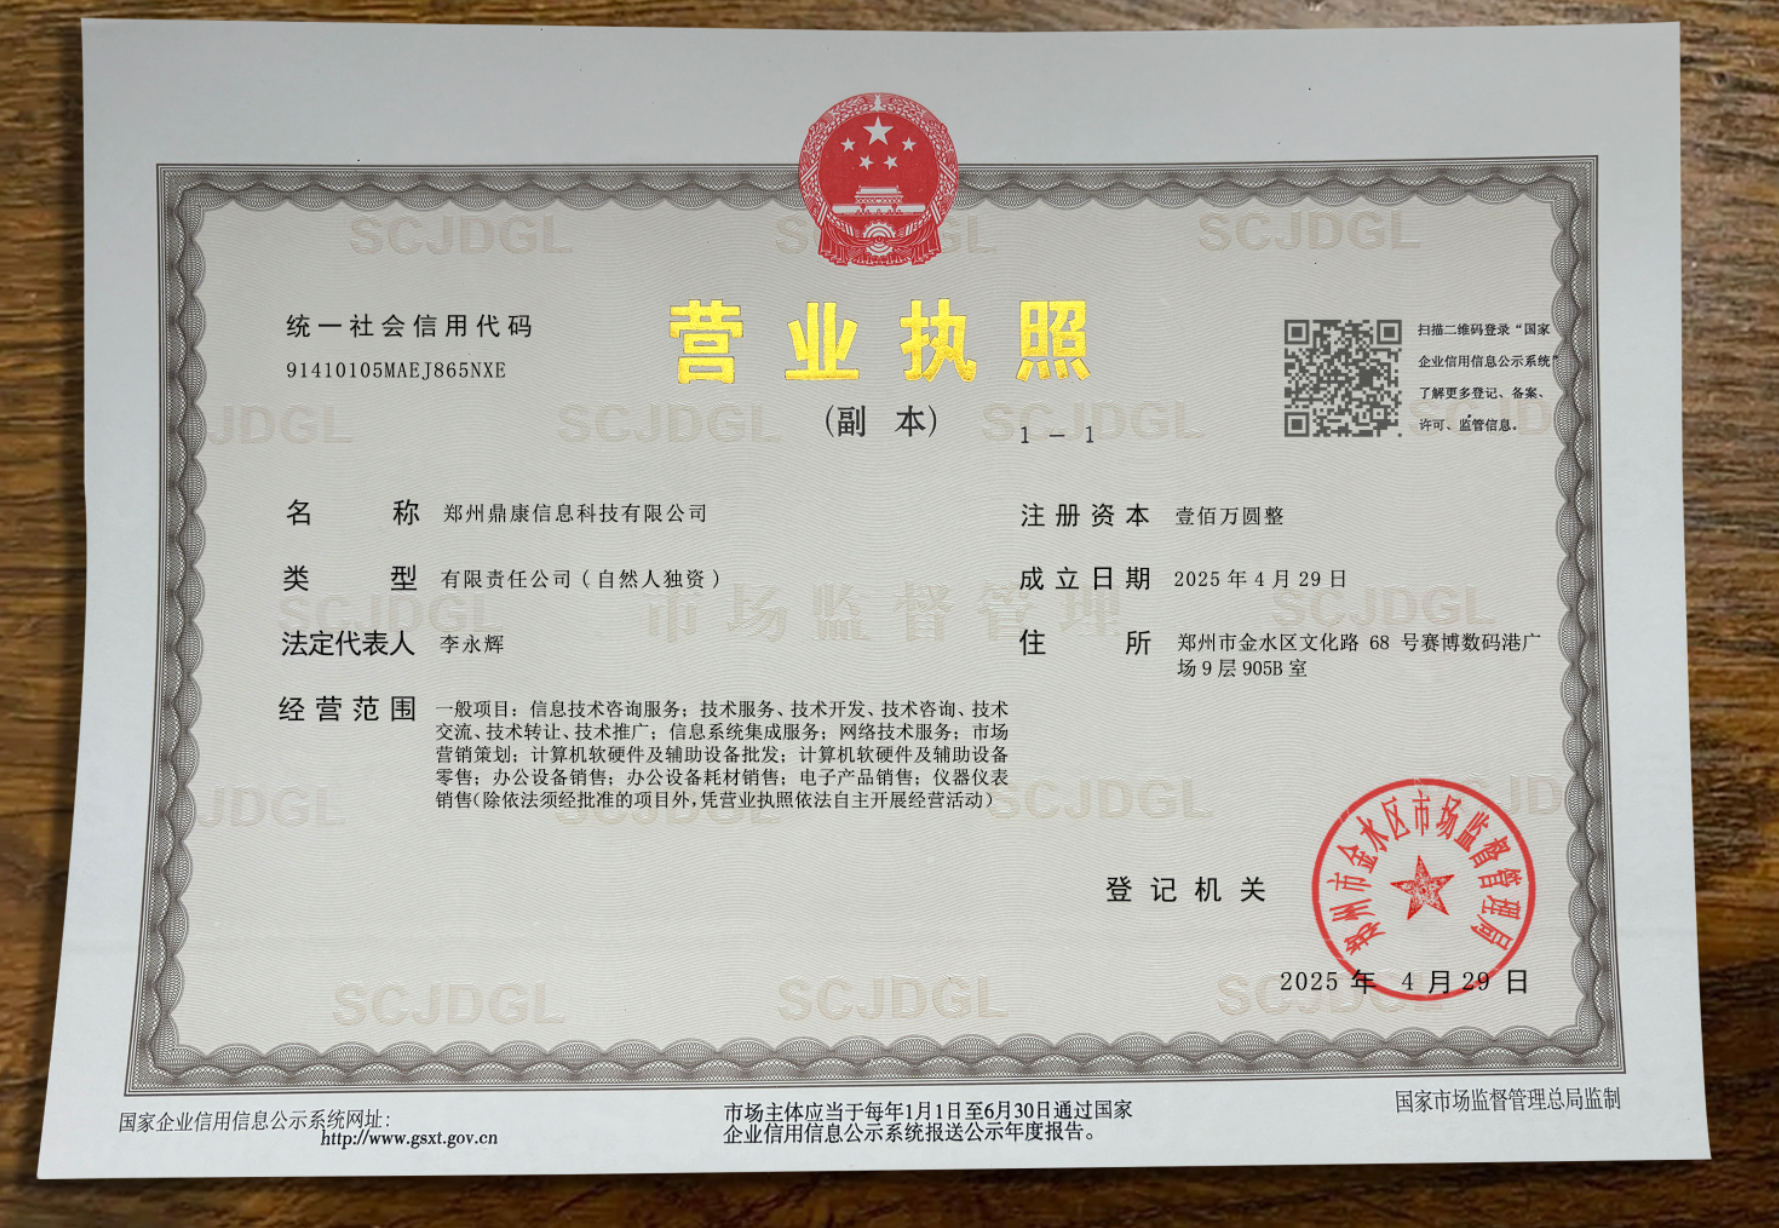 统一社会信用代码
91410105MAEJ865NXE
营业执照
(副 本)
1 - 1
扫描二维码登录“国家
企业信用信息公示系统”
了解更多登记、备案、
许可、监管信息。
名称 郑州鼎康信息科技有限公司
类型 有限责任公司(自然人独资)
法定代表人 李永辉
经营范围 一般项目：信息技术咨询服务；技术服务、技术开发、技术咨询、技术
交流、技术转让、技术推广；信息系统集成服务；网络技术服务；市场
营销策划；计算机软硬件及辅助设备批发；计算机软硬件及辅助设备
零售；办公设备销售；办公设备耗材销售；电子产品销售；仪器仪表
销售(除依法须经批准的项目外,凭营业执照依法自主开展经营活动)
注册资本 壹佰万圆整
成立日期 2025年4月29日
住所 郑州市金水区文化路 68 号赛博数码港广
场9层905B室
登记机关
郑州市金水区市场监督管理局
2025 年 4 月 29 日
国家企业信用信息公示系统网址：
http://www.gsxt.gov.cn
市场主体应当于每年1月1日至6月30日通过国家
企业信用信息公示系统报送公示年度报告。
国家市场监督管理总局监制
SCJDGL
市场监督管理